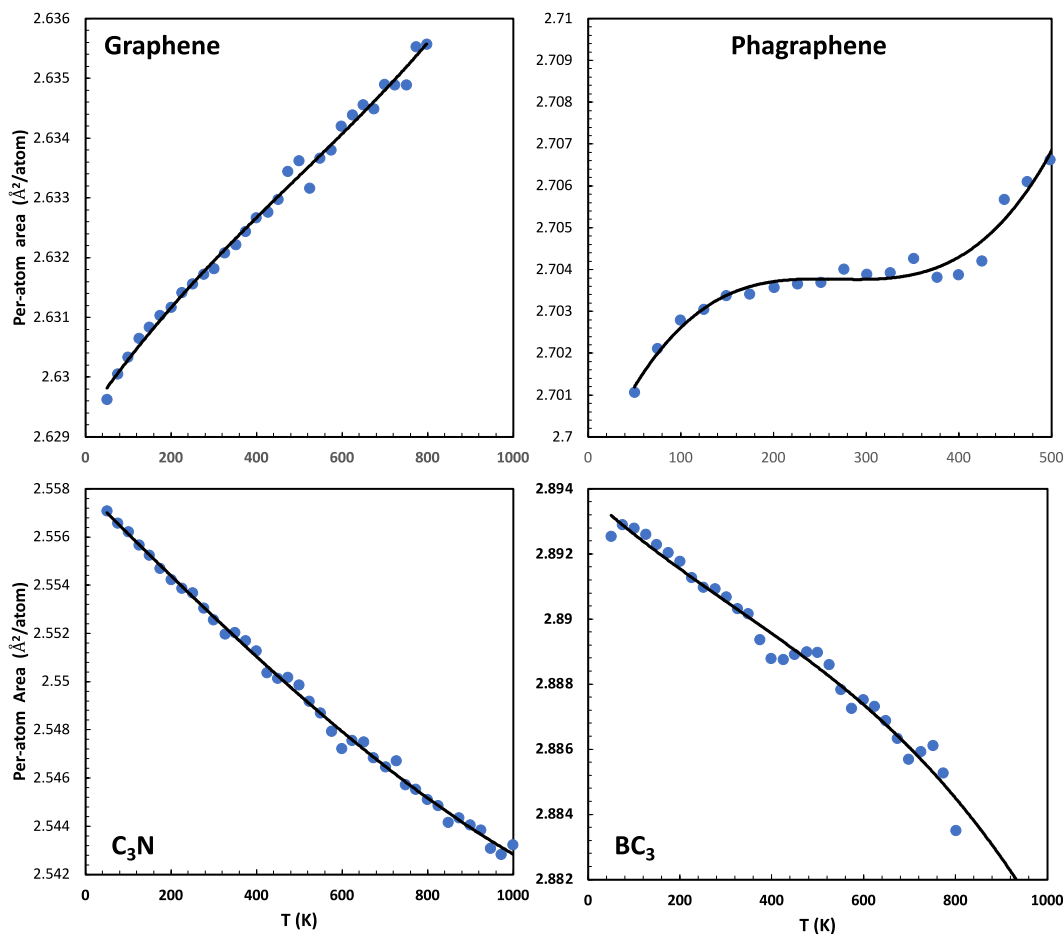 Graphene
Per-atom area (Å²/atom)
2.636
2.635
2.634
2.633
2.632
2.631
2.63
2.629
0 200 400 600 800 1000
Phagraphene
2.71
2.709
2.708
2.707
2.706
2.705
2.704
2.703
2.702
2.701
2.7
0 100 200 300 400 500
C₃N
Per-atom Area (Å²/atom)
2.558
2.556
2.554
2.552
2.55
2.548
2.546
2.544
2.542
0 200 400 600 800 1000
T (K)
BC₃
2.894
2.892
2.89
2.888
2.886
2.884
2.882
0 200 400 600 800 1000
T (K)